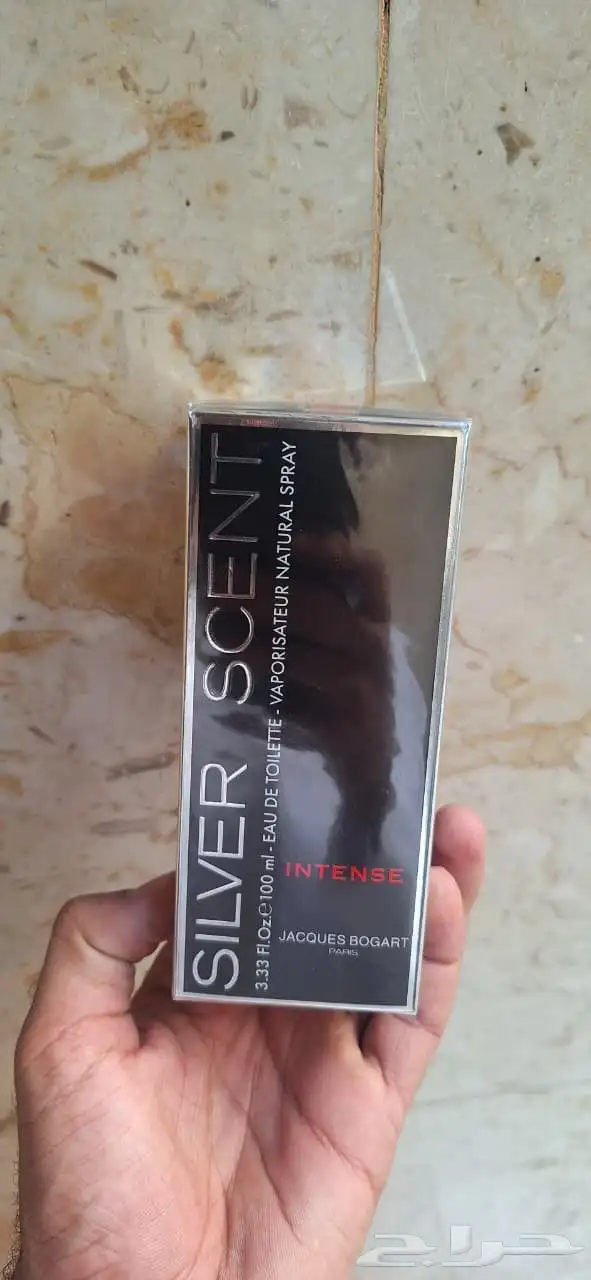 SILVER SCENT
3.33 Fl.Oz.℮100 ml - EAU DE TOILETTE - VAPORISATEUR NATURAL SPRAY
INTENSE
JACQUES BOGART
PARIS
حراج